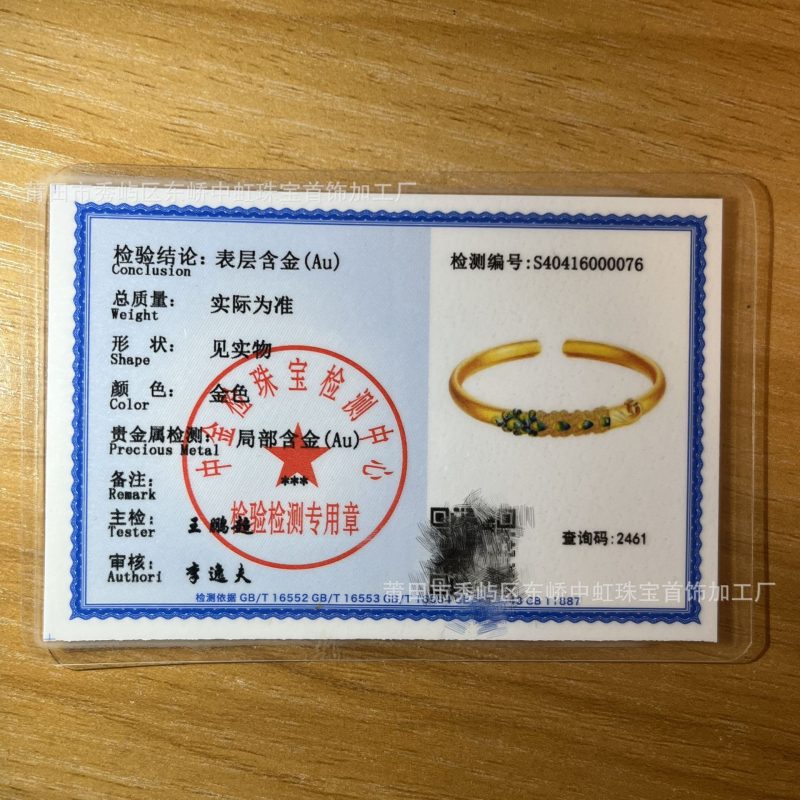 莆田市秀屿区东峤中虹珠宝首饰加工厂
检验结论：表层含金(Au)
Conclusion
总质量： 实际为准
Weight
形 状： 见实物
Shape
颜 色： 金色
Color
贵金属检测： 局部含金(Au)
Precious Metal
备注： ***
Remark
主检： 王鹏超
Tester
审核： 李逸夫
Authori
中金检珠宝检测中心
检验检测专用章
检测编号:S40416000076
查询码:2461
检测依据 GB/T 16552 GB/T 16553 GB/T
莆田市秀屿区东峤中虹珠宝首饰加工厂